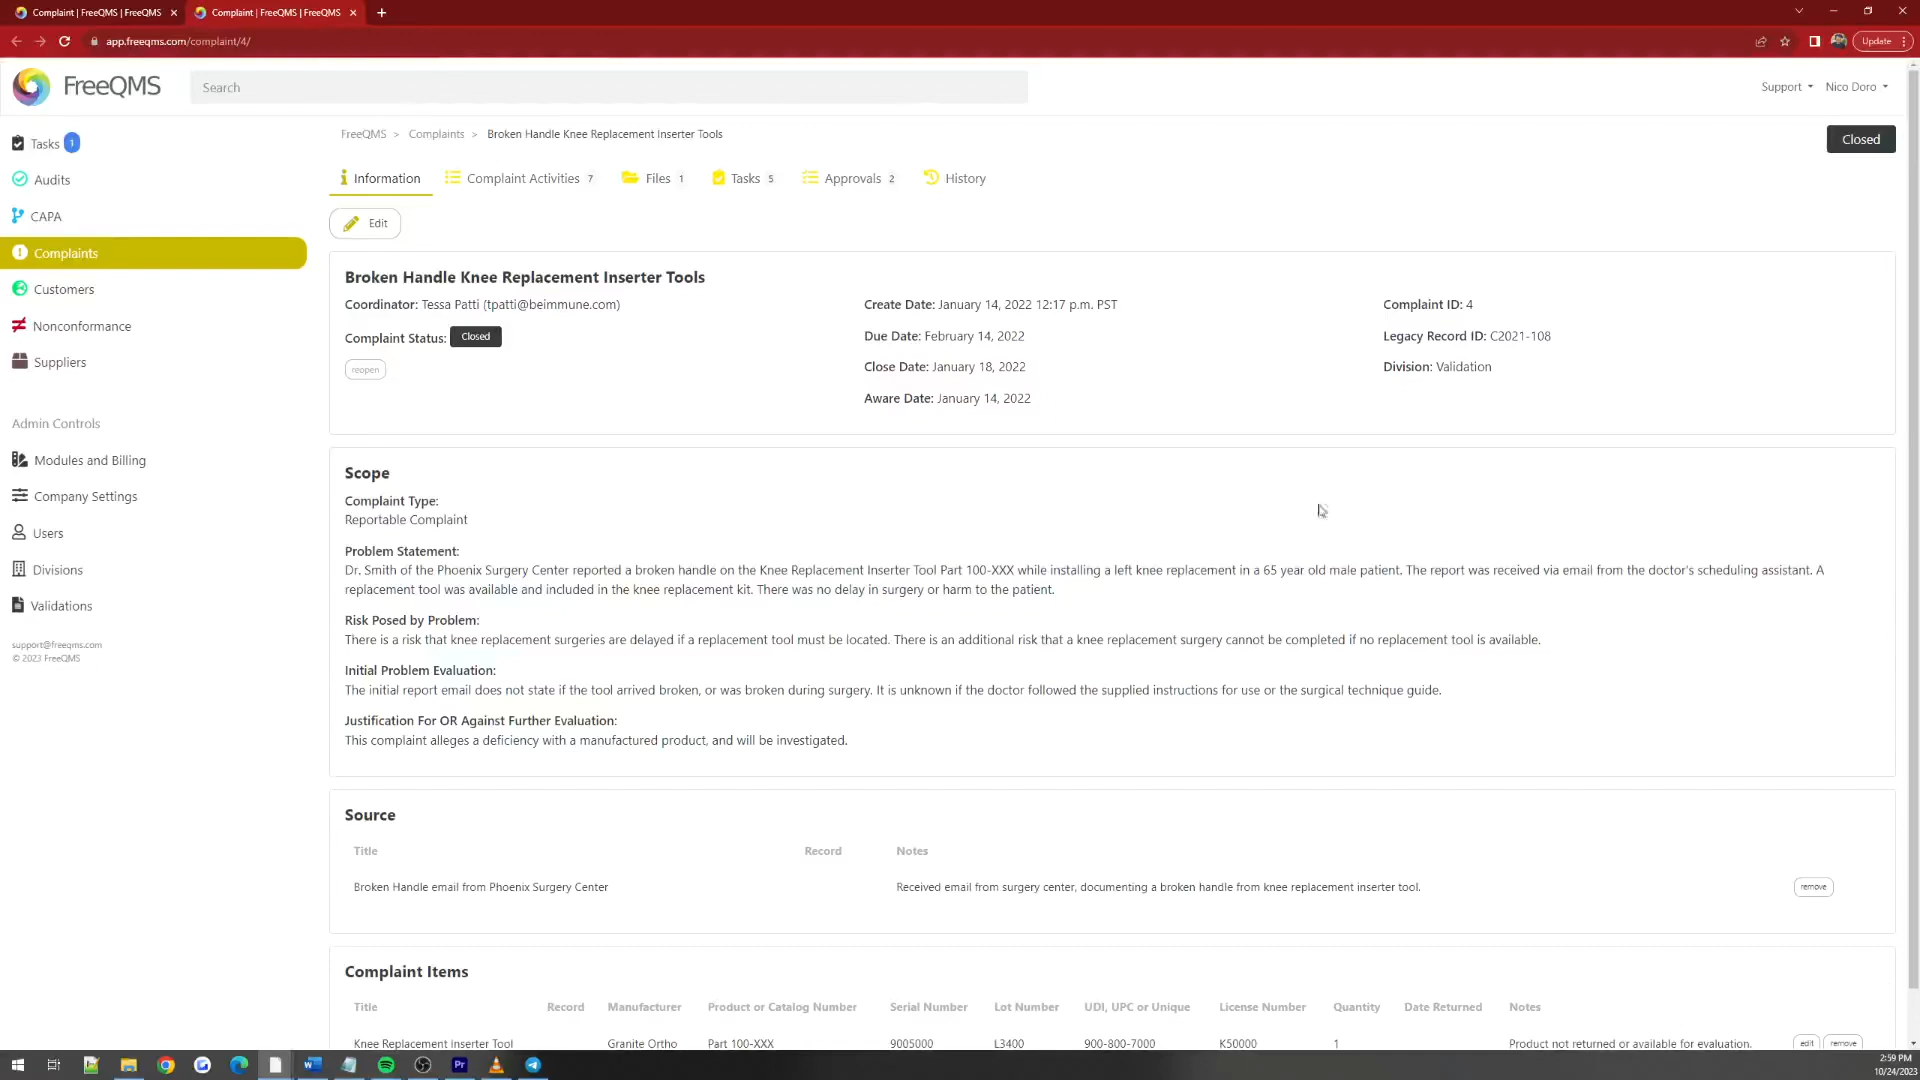 Complaint | FreeQMS | FreeQMS
Complaint | FreeQMS | FreeQMS
app.freeqms.com/complaint/4/
Update
FreeQMS
Search
Support
Nico Doro
Tasks 1
Audits
CAPA
Complaints
Customers
Nonconformance
Suppliers
Admin Controls
Modules and Billing
Company Settings
Users
Divisions
Validations
support@freeqms.com
© 2023 FreeQMS
FreeQMS > Complaints > Broken Handle Knee Replacement Inserter Tools
Closed
Information
Complaint Activities 7
Files 1
Tasks 5
Approvals 2
History
Edit
Broken Handle Knee Replacement Inserter Tools
Coordinator: Tessa Patti (tpatti@beimmune.com)
Complaint Status: Closed
reopen
Create Date: January 14, 2022 12:17 p.m. PST
Due Date: February 14, 2022
Close Date: January 18, 2022
Aware Date: January 14, 2022
Complaint ID: 4
Legacy Record ID: C2021-108
Division: Validation
Scope
Complaint Type:
Reportable Complaint
Problem Statement:
Dr. Smith of the Phoenix Surgery Center reported a broken handle on the Knee Replacement Inserter Tool Part 100-XXX while installing a left knee replacement in a 65 year old male patient. The report was received via email from the doctor's scheduling assistant. A
replacement tool was available and included in the knee replacement kit. There was no delay in surgery or harm to the patient.
Risk Posed by Problem:
There is a risk that knee replacement surgeries are delayed if a replacement tool must be located. There is an additional risk that a knee replacement surgery cannot be completed if no replacement tool is available.
Initial Problem Evaluation:
The initial report email does not state if the tool arrived broken, or was broken during surgery. It is unknown if the doctor followed the supplied instructions for use or the surgical technique guide.
Justification For OR Against Further Evaluation:
This complaint alleges a deficiency with a manufactured product, and will be investigated.
Source
Title Record Notes
Broken Handle email from Phoenix Surgery Center Received email from surgery center, documenting a broken handle from knee replacement inserter tool. remove
Complaint Items
Title Record Manufacturer Product or Catalog Number Serial Number Lot Number UDI, UPC or Unique License Number Quantity Date Returned Notes
Knee Replacement Inserter Tool Granite Ortho Part 100-XXX 9005000 L3400 900-800-7000 K50000 1 Product not returned or available for evaluation. edit remove
2:59 PM
10/24/2023